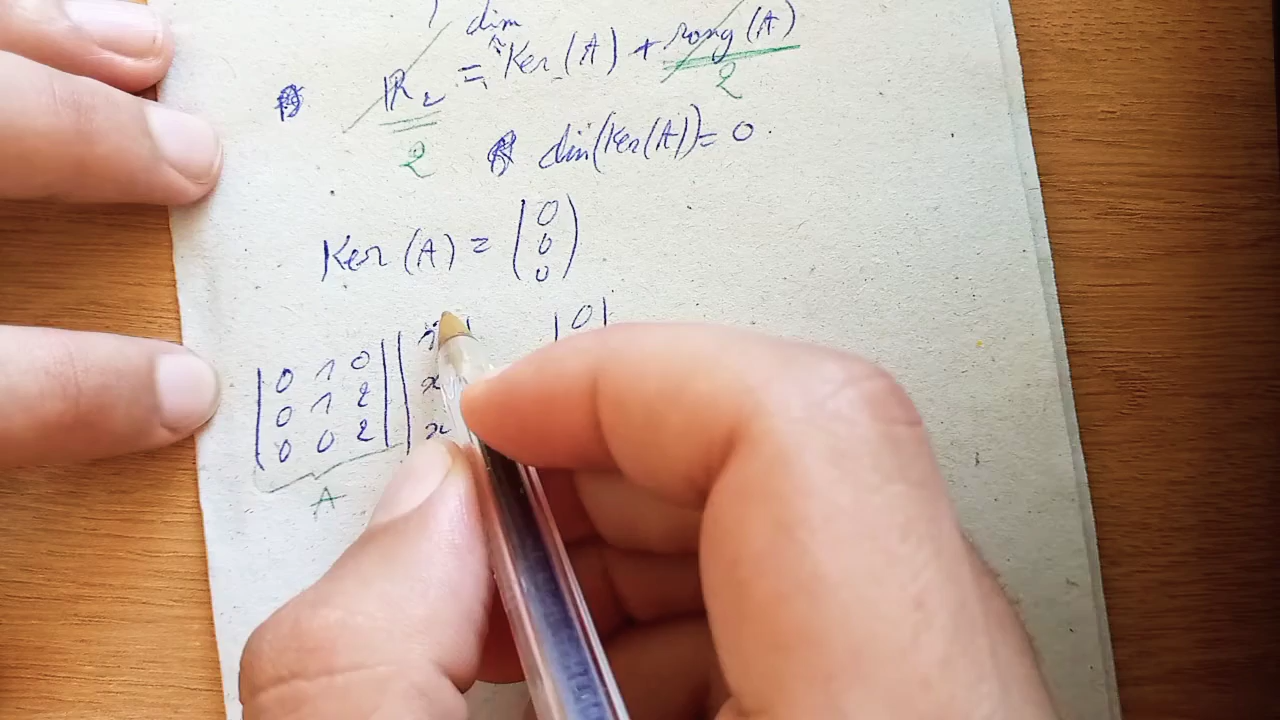 dim
ℝ₂ = Ker (A) + rang (A)
2 2
dim(Ker(A)) = 0.
Ker (A) = (0 0 0)
|0 1 0| |x| |0|
|0 1 2| |x
|0 0 2| |x
A